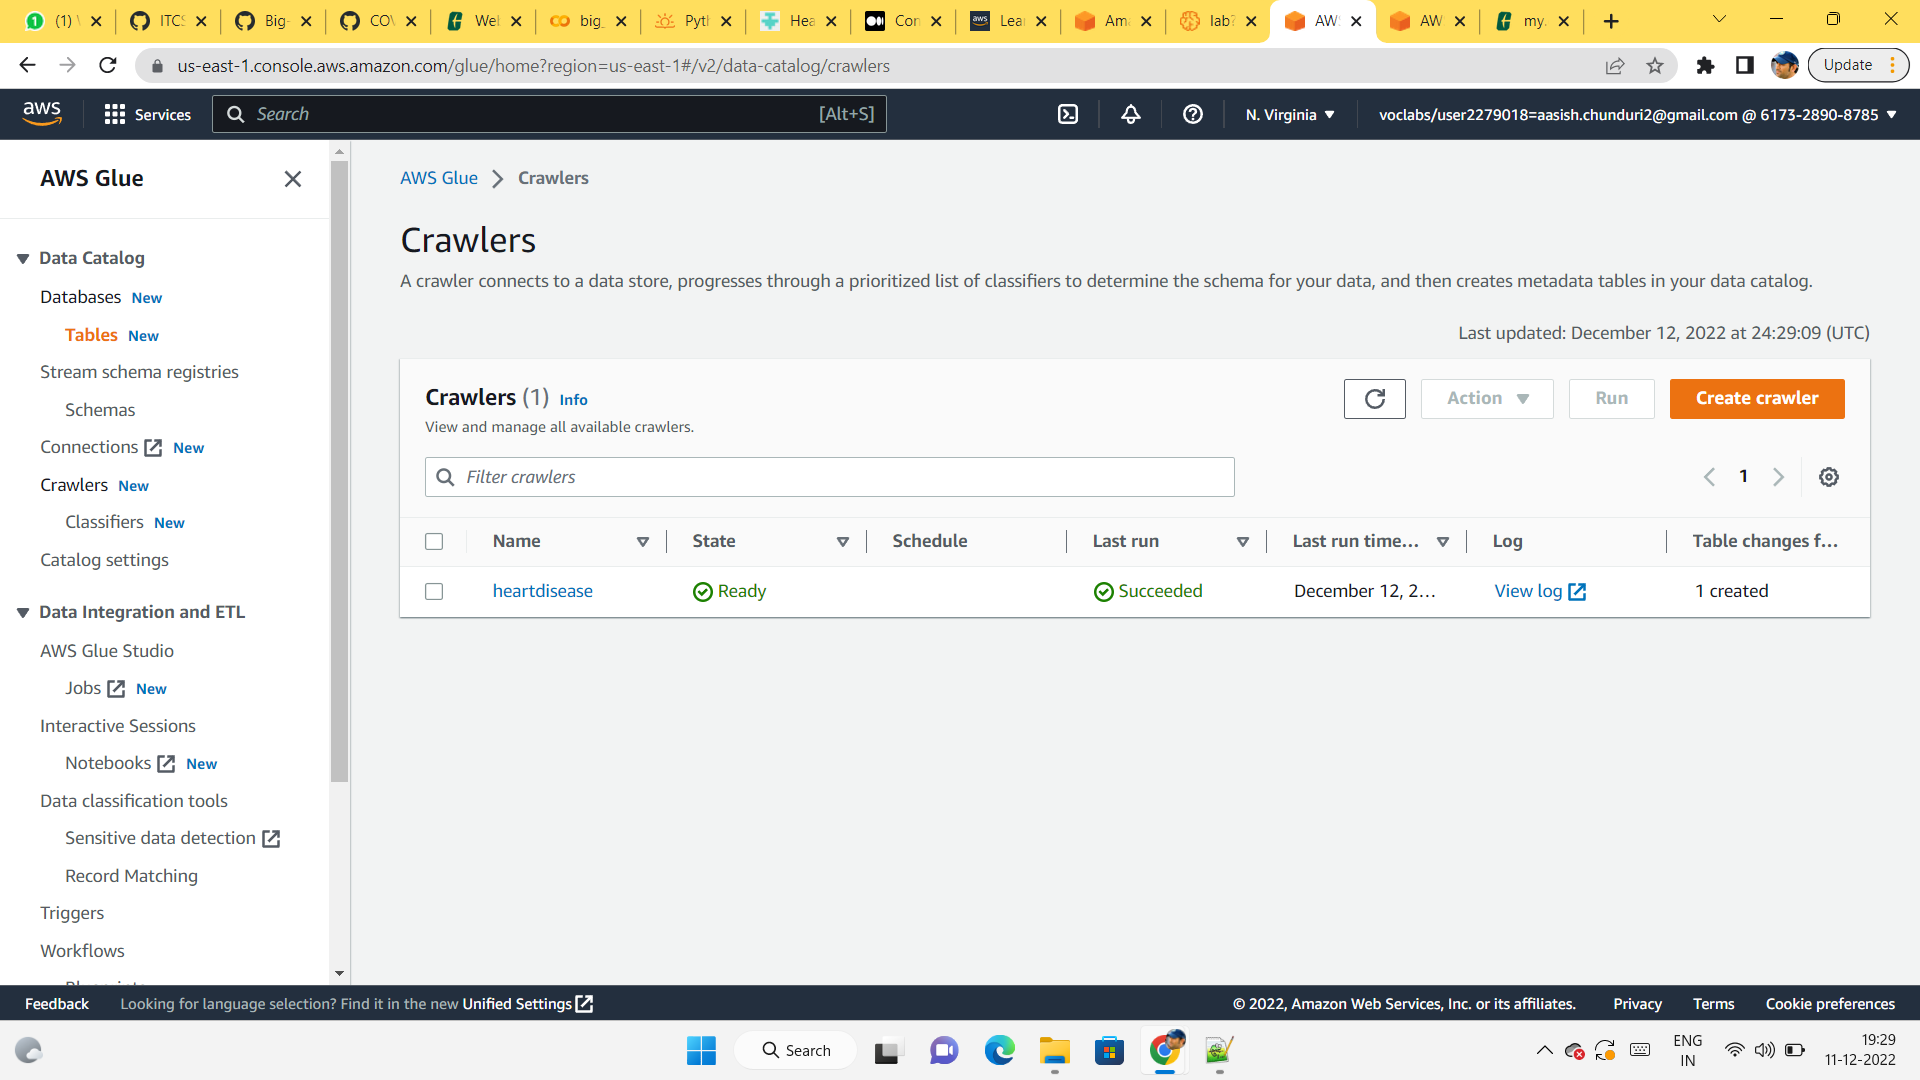 (1) \
ITCS
Big-
COV
Wel
big_
Pyth
Hea
Con
aws
Lear
Ama
lab7
AW
AW
my.
us-east-1.console.aws.amazon.com/glue/home?region=us-east-1#/v2/data-catalog/crawlers
Update
aws
Services
Search
[Alt+S]
N. Virginia
voclabs/user2279018=aasish.chunduri2@gmail.com @ 6173-2890-8785
AWS Glue
Data Catalog
Databases New
Tables New
Stream schema registries
Schemas
Connections New
Crawlers New
Classifiers New
Catalog settings
Data Integration and ETL
AWS Glue Studio
Jobs New
Interactive Sessions
Notebooks New
Data classification tools
Sensitive data detection
Record Matching
Triggers
Workflows
AWS Glue
Crawlers
Crawlers
A crawler connects to a data store, progresses through a prioritized list of classifiers to determine the schema for your data, and then creates metadata tables in your data catalog.
Last updated: December 12, 2022 at 24:29:09 (UTC)
Crawlers (1) Info
View and manage all available crawlers.
Action
Run
Create crawler
Filter crawlers
1
Name
State
Schedule
Last run
Last run time...
Log
Table changes f...
heartdisease
Ready
Succeeded
December 12, 2...
View log
1 created
Feedback
Looking for language selection? Find it in the new Unified Settings
© 2022, Amazon Web Services, Inc. or its affiliates.
Privacy
Terms
Cookie preferences
Search
ENG
IN
19:29
11-12-2022